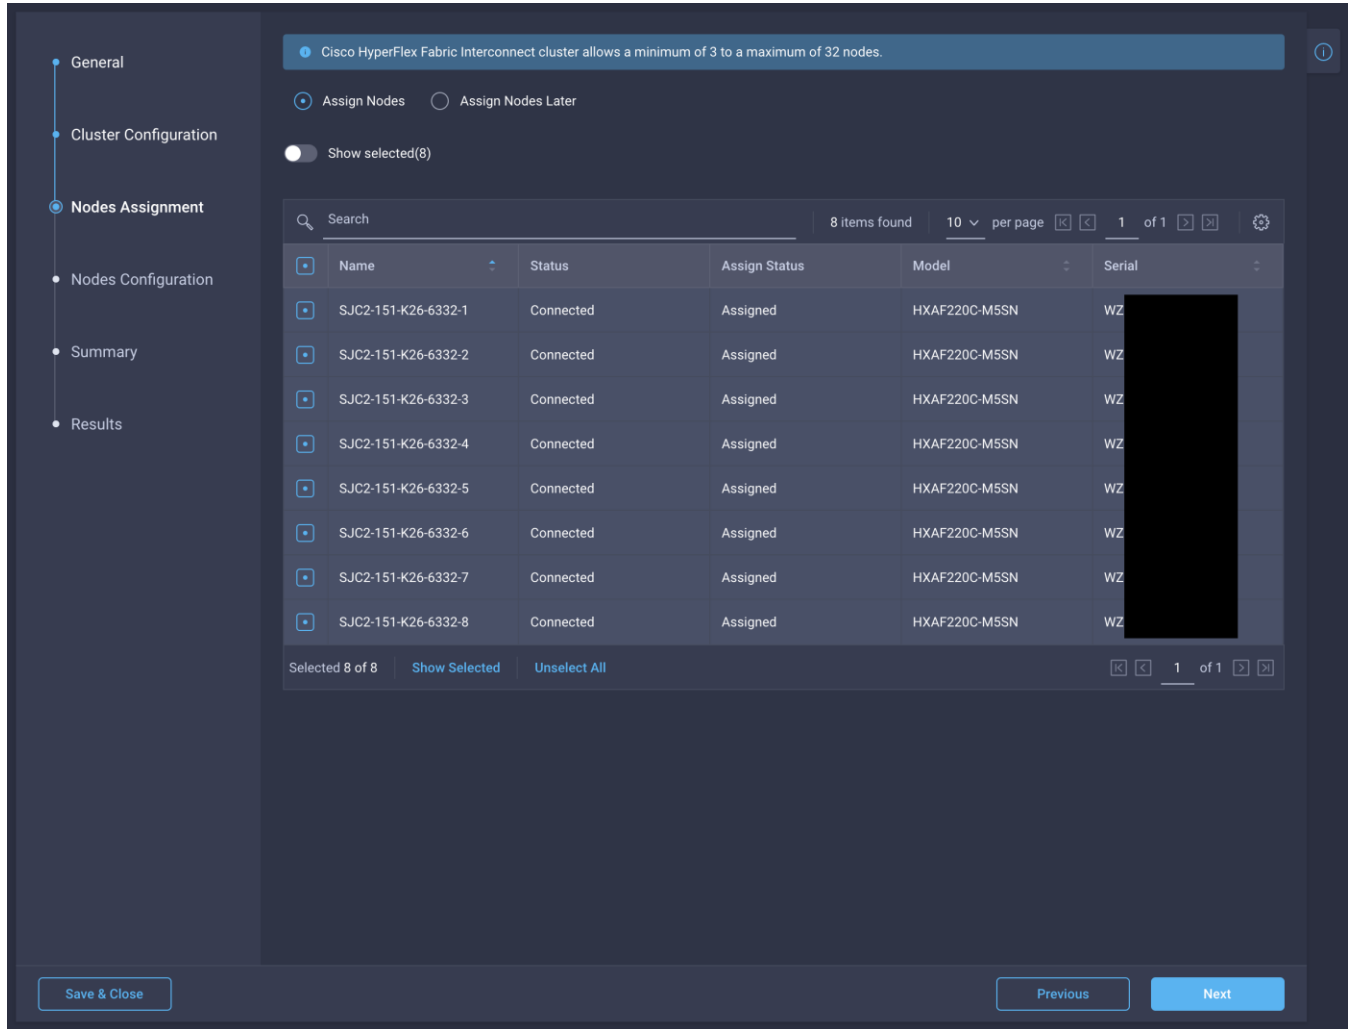 General
Cluster Configuration
Nodes Assignment
Nodes Configuration
Summary
Results
Cisco HyperFlex Fabric Interconnect cluster allows a minimum of 3 to a maximum of 32 nodes.
Assign Nodes Assign Nodes Later
Show selected(8)
Search 8 items found 10 per page 1 of 1
Name Status Assign Status Model Serial
SJC2-151-K26-6332-1 Connected Assigned HXAF220C-M5SN WZ
SJC2-151-K26-6332-2 Connected Assigned HXAF220C-M5SN WZ
SJC2-151-K26-6332-3 Connected Assigned HXAF220C-M5SN WZ
SJC2-151-K26-6332-4 Connected Assigned HXAF220C-M5SN WZ
SJC2-151-K26-6332-5 Connected Assigned HXAF220C-M5SN WZ
SJC2-151-K26-6332-6 Connected Assigned HXAF220C-M5SN WZ
SJC2-151-K26-6332-7 Connected Assigned HXAF220C-M5SN WZ
SJC2-151-K26-6332-8 Connected Assigned HXAF220C-M5SN WZ
Selected 8 of 8 Show Selected Unselect All 1 of 1
Save & Close Previous Next